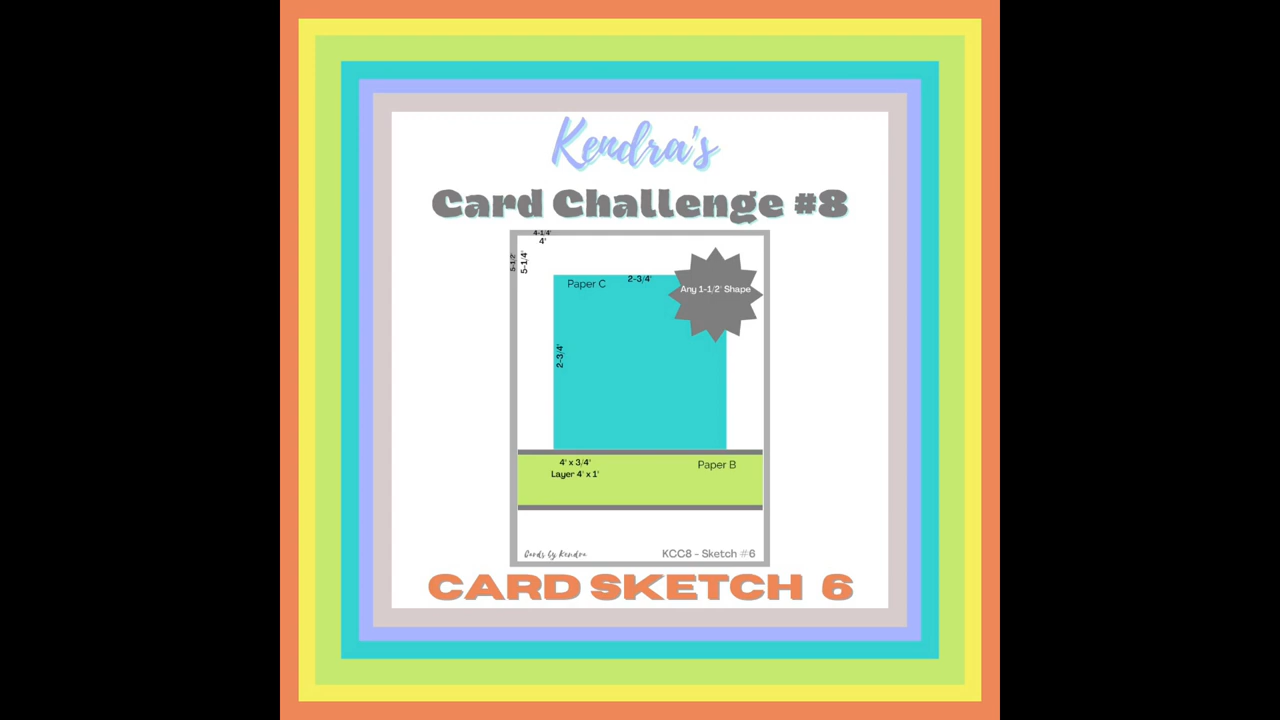 Kendra's
Card Challenge #8
4-1/4'
4'
5-1/2'
5-1/4'
2-3/4'
Paper C
Any 1-1/2' Shape
2-3/4'
4' x 3/4'
Paper B
Layer 4' x 1'
Cards by Kendra
KCC8 - Sketch #6
CARD SKETCH 6